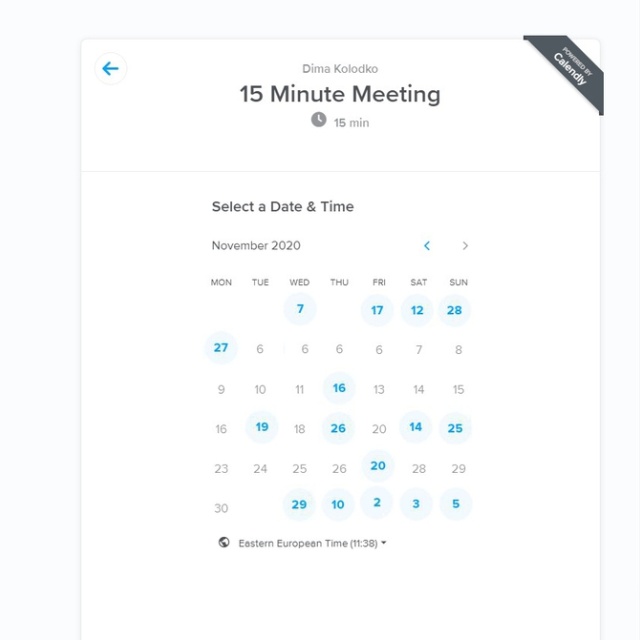 POWERED BY
Calendly
Dima Kolodko
15 Minute Meeting
15 min
Select a Date & Time
November 2020
MON TUE WED THU FRI SAT SUN
7 17 12 28
27 6 6 6 6 7 8
9 10 11 16 13 14 15
16 19 18 26 20 14 25
23 24 25 26 20 28 29
30 29 10 2 3 5
Eastern European Time (11:38)